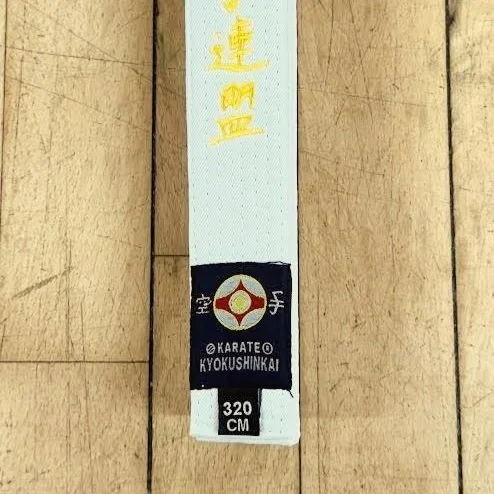 連
盟
空 手
KARATE ®
KYOKUSHINKAI
320
CM